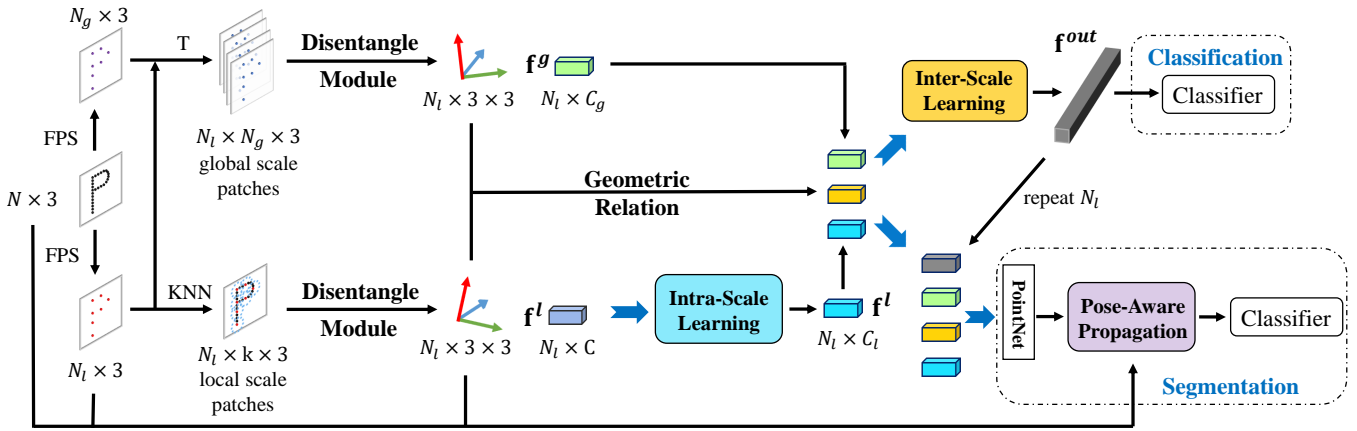 N_g × 3
T
Disentangle
Module
N_l × N_g × 3
global scale
patches
N_l × 3 × 3
f^g
N_l × C_g
FPS
N × 3
FPS
Geometric
Relation
Inter-Scale
Learning
f^out
Classification
Classifier
repeat N_l
KNN
Disentangle
Module
N_l × 3
N_l × k × 3
local scale
patches
N_l × 3 × 3
f^l
N_l × C
Intra-Scale
Learning
f^l
N_l × C_l
PointNet
Pose-Aware
Propagation
Classifier
Segmentation